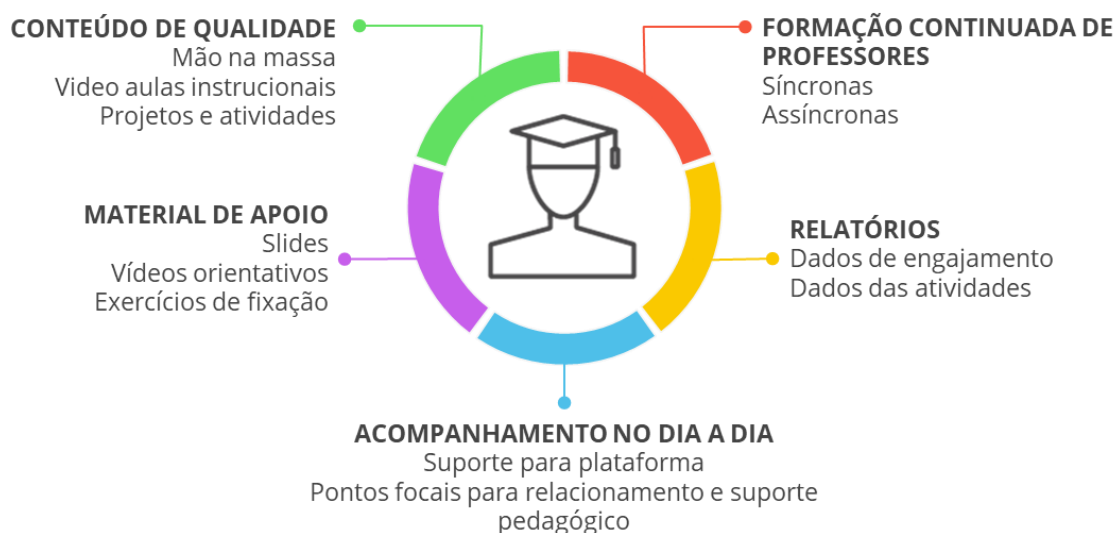 CONTEÚDO DE QUALIDADE
Mão na massa
Video aulas instrucionais
Projetos e atividades
FORMAÇÃO CONTINUADA DE
PROFESSORES
Síncronas
Assíncronas
MATERIAL DE APOIO
Slides
Vídeos orientativos
Exercícios de fixação
RELATÓRIOS
Dados de engajamento
Dados das atividades
ACOMPANHAMENTO NO DIA A DIA
Suporte para plataforma
Pontos focais para relacionamento e suporte
pedagógico